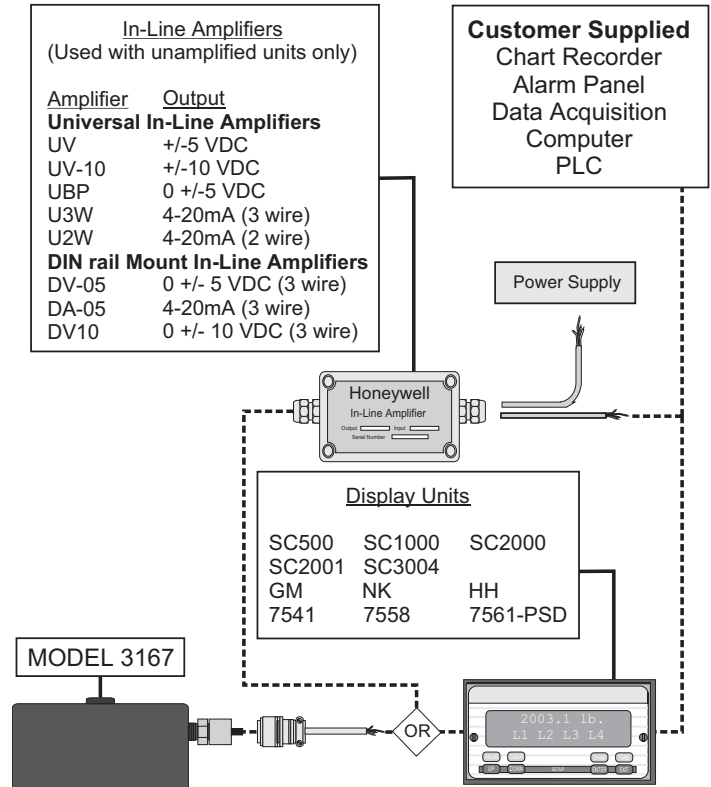 In-Line Amplifiers
(Used with unamplified units only)
Amplifier Output
Universal In-Line Amplifiers
UV +/-5 VDC
UV-10 +/-10 VDC
UBP 0 +/-5 VDC
U3W 4-20mA (3 wire)
U2W 4-20mA (2 wire)
DIN rail Mount In-Line Amplifiers
DV-05 0 +/- 5 VDC (3 wire)
DA-05 4-20mA (3 wire)
DV10 0 +/- 10 VDC (3 wire)
Customer Supplied
Chart Recorder
Alarm Panel
Data Acquisition
Computer
PLC
Power Supply
Honeywell
In-Line Amplifier
Output Input
Serial Number
Display Units
SC500 SC1000 SC2000
SC2001 SC3004
GM NK HH
7541 7558 7561-PSD
MODEL 3167
OR
2003.1 lb.
L1 L2 L3 L4
UP DOWN SETUP ENTER EXIT